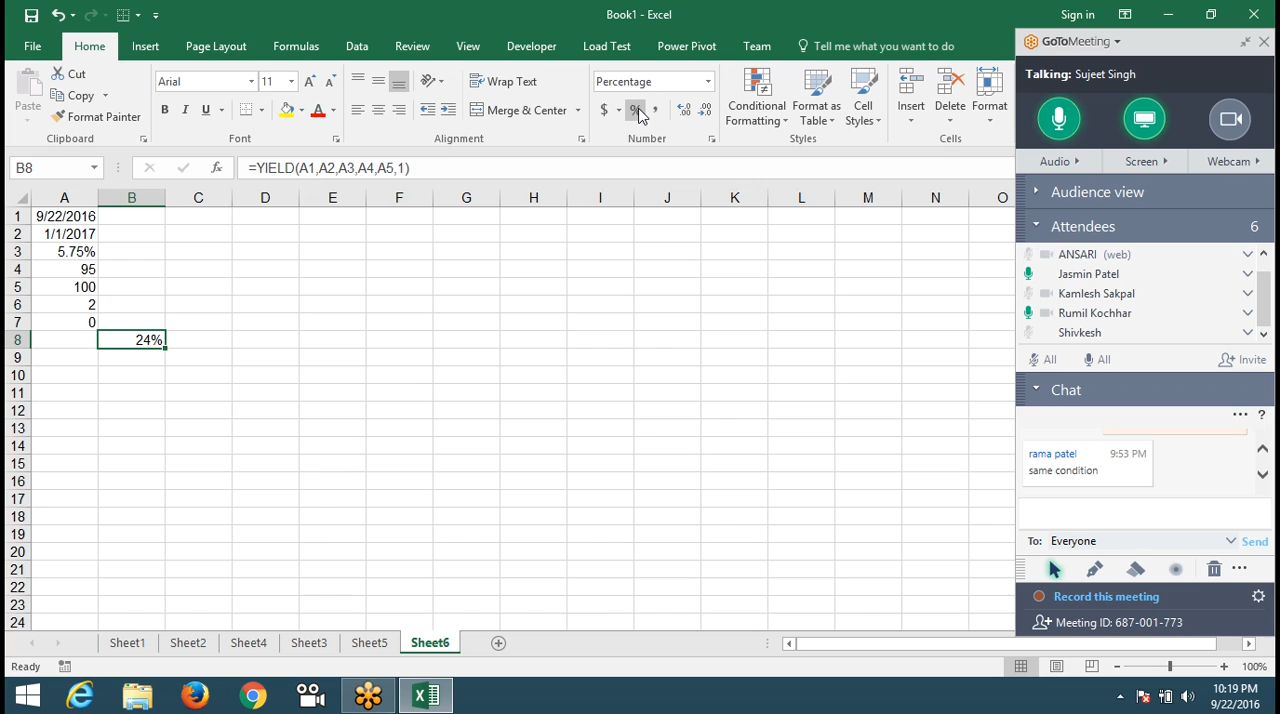 Book1 - Excel
Sign in
File Home Insert Page Layout Formulas Data Review View Developer Load Test Power Pivot Team Tell me what you want to do
Paste
Cut
Copy
Format Painter
Clipboard
Arial 11
B I U
A A
Font
Wrap Text
Merge & Center
Alignment
Percentage
$ % ,
Number
Conditional Formatting
Format as Table
Cell Styles
Styles
Insert Delete Format
Cells
B8 fx =YIELD(A1,A2,A3,A4,A5,1)
A B C D E F G H I J K L M N O
1 9/22/2016
2 1/1/2017
3 5.75%
4 95
5 100
6 2
7 0
8 24%
9
10
11
12
13
14
15
16
17
18
19
20
21
22
23
24
Sheet1 Sheet2 Sheet4 Sheet3 Sheet5 Sheet6
Ready
100%
GoToMeeting
Talking: Sujeet Singh
Audio Screen Webcam
Audience view
Attendees 6
ANSARI (web)
Jasmin Patel
Kamlesh Sakpal
Rumil Kochhar
Shivkesh
All All Invite
Chat
?
rama patel 9:53 PM
same condition
To: Everyone Send
Record this meeting
Meeting ID: 687-001-773
10:19 PM
9/22/2016